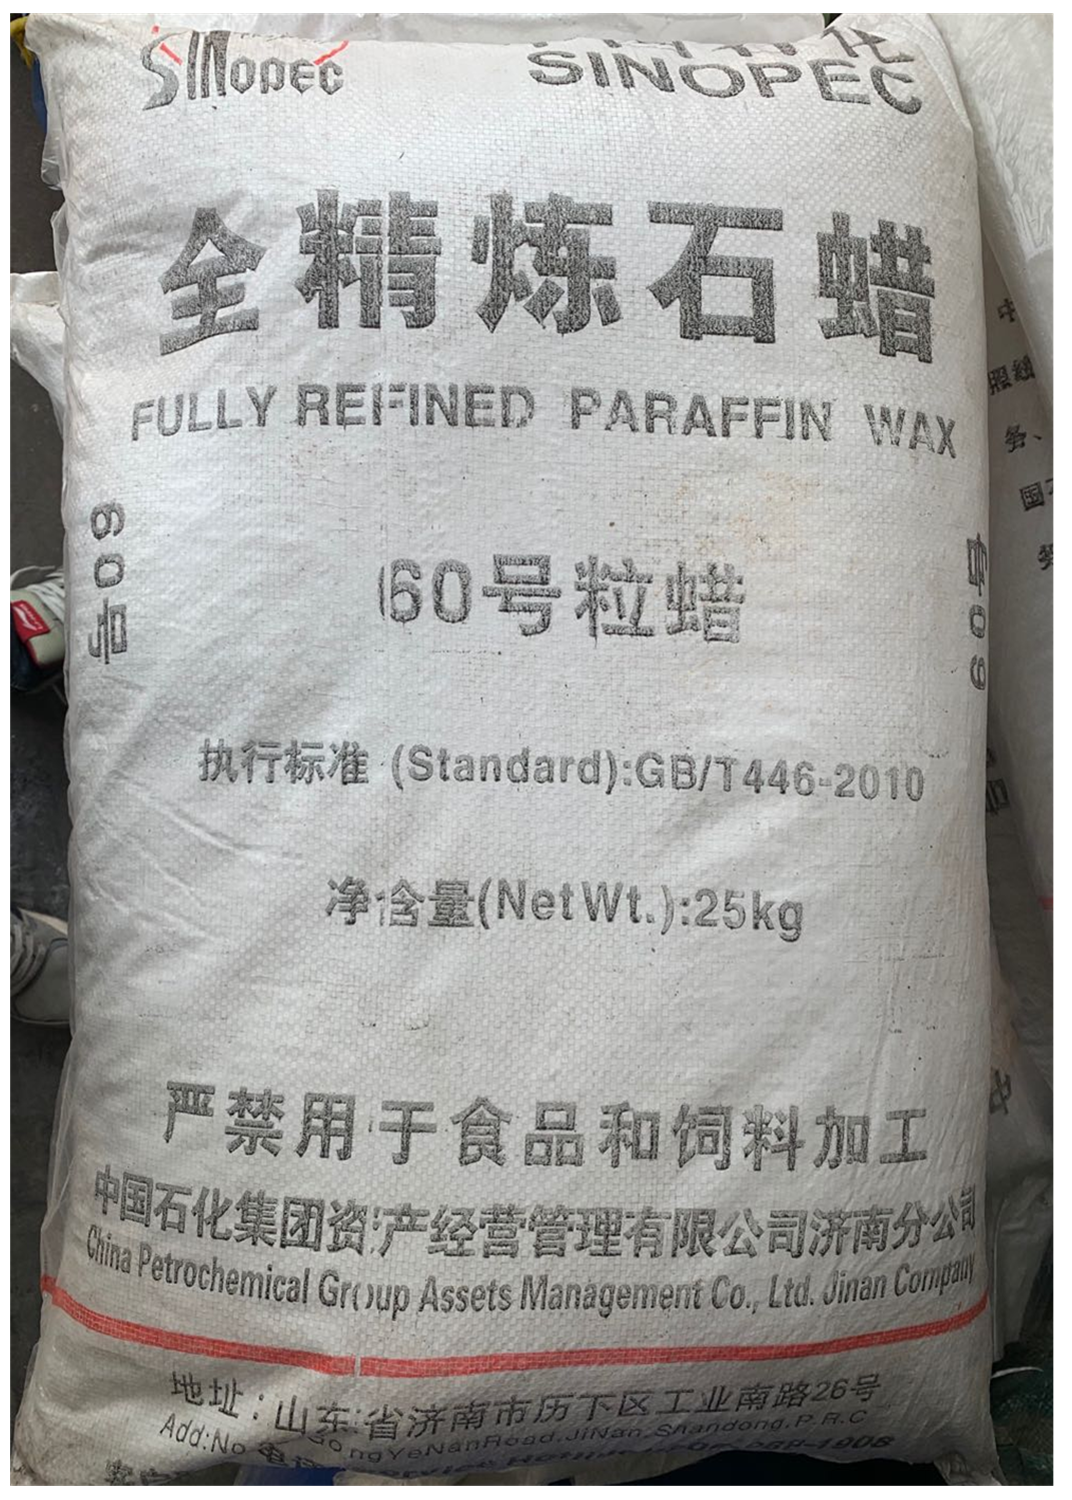 SINOPEC
SINOPEC
全精炼石蜡
FULLY REFINED PARAFFIN WAX
60号
60号粒蜡
60号
执行标准 (Standard):GB/T446-2010
净含量(Net Wt.):25kg
严禁用于食品和饲料加工
中国石化集团资产经营管理有限公司济南分公司
China Petrochemical Group Assets Management Co., Ltd. Jinan Company
地址：山东省济南市历下区工业南路26号
Add:No
YeNanRoad.JiNan.Shandong.P.R.C